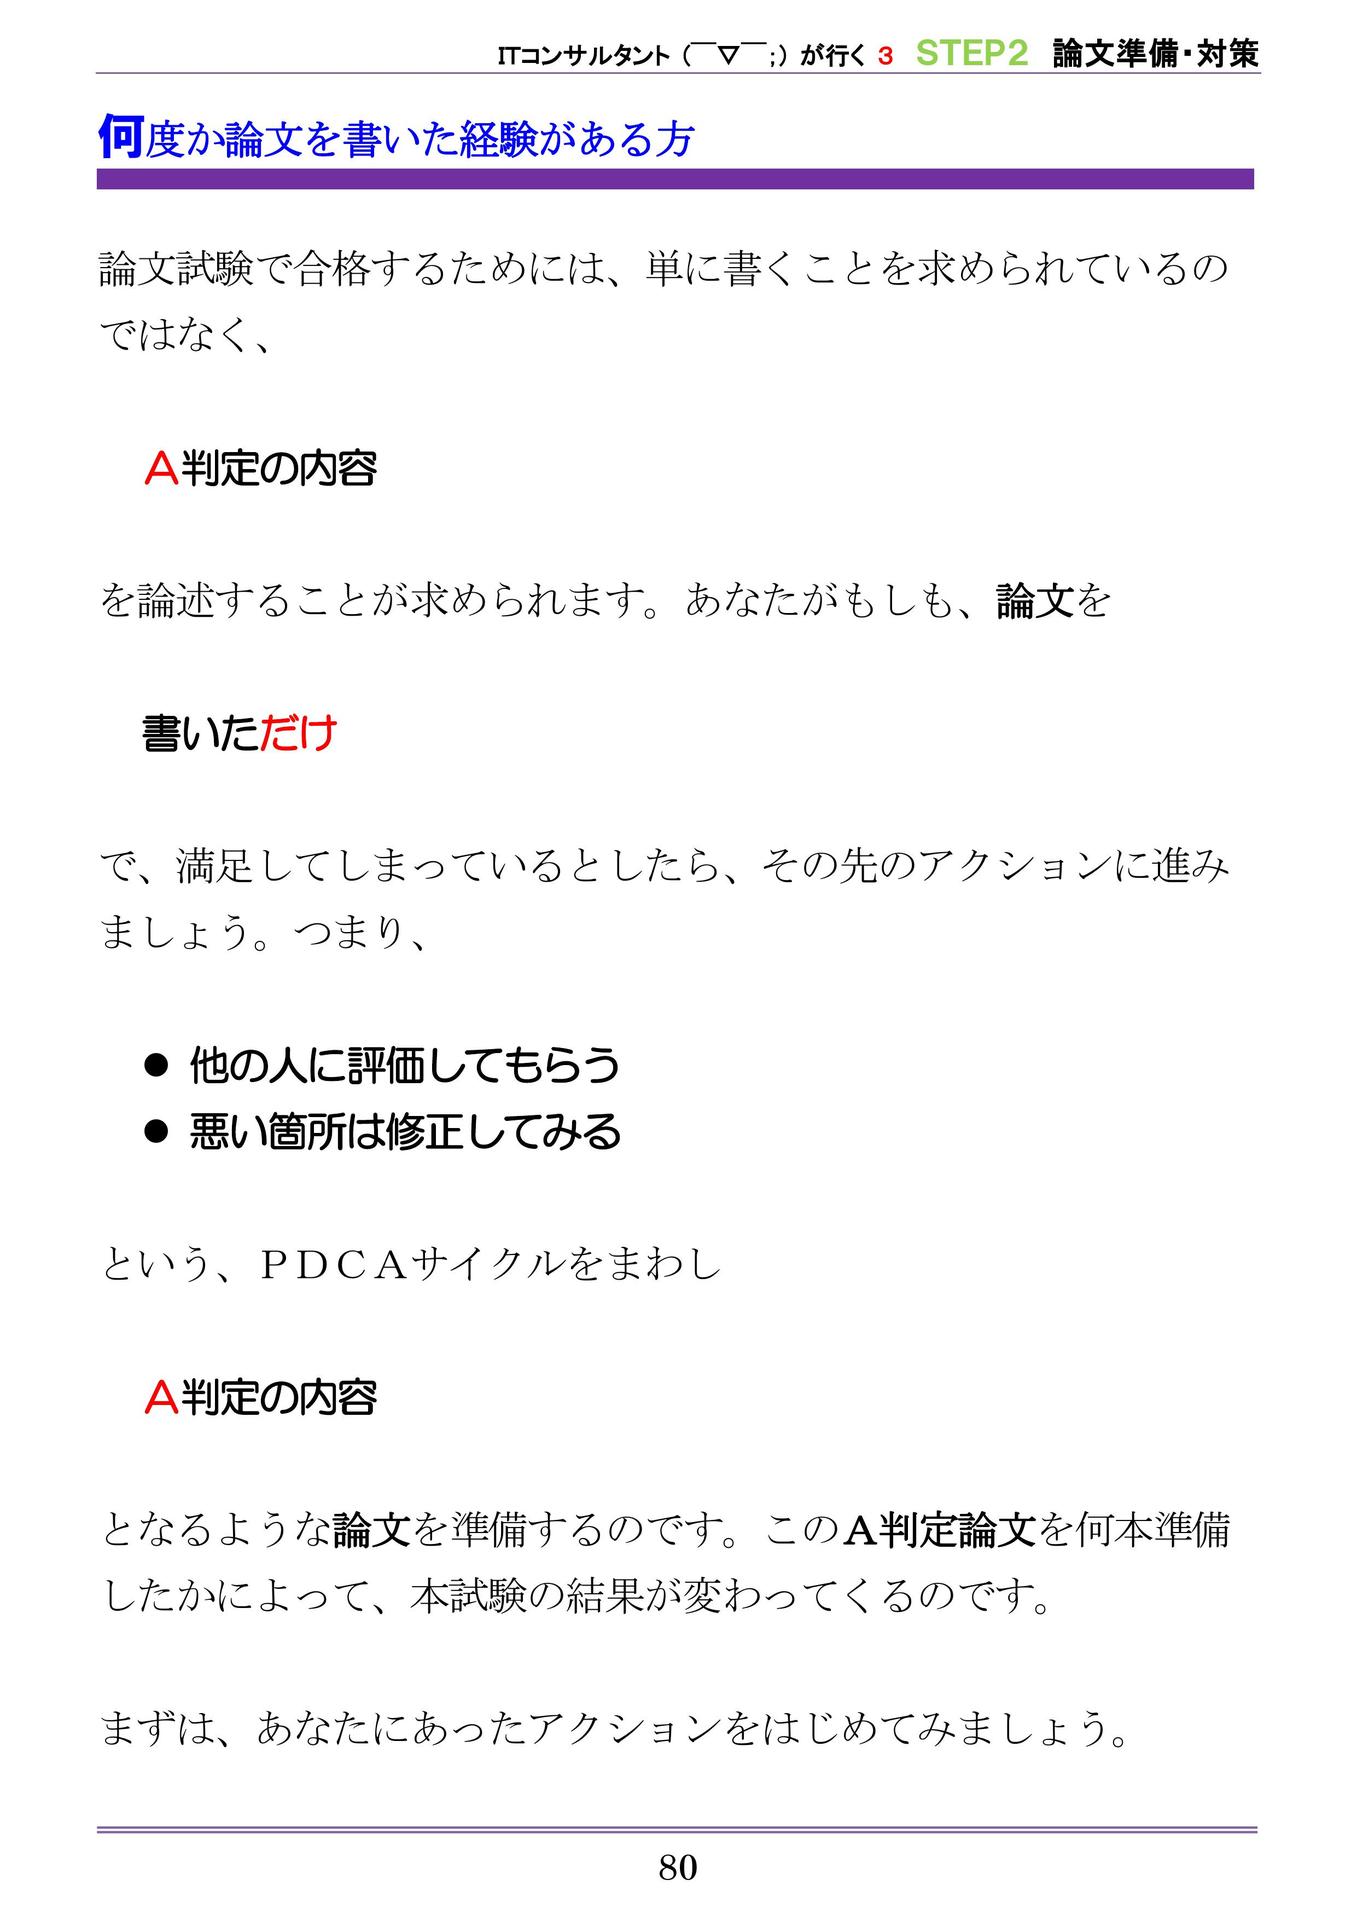 ITコンサルタント（￣▽￣；）が行く 3 STEP2 論文準備・対策
何度か論文を書いた経験がある方
論文試験で合格するためには、単に書くことを求められているの
ではなく、
Ａ判定の内容
を論述することが求められます。あなたがもしも、論文を
書いただけ
で、満足してしまっているとしたら、その先のアクションに進み
ましょう。つまり、
● 他の人に評価してもらう
● 悪い箇所は修正してみる
という、ＰＤＣＡサイクルをまわし
Ａ判定の内容
となるような論文を準備するのです。このＡ判定論文を何本準備
したかによって、本試験の結果が変わってくるのです。
まずは、あなたにあったアクションをはじめてみましょう。
80